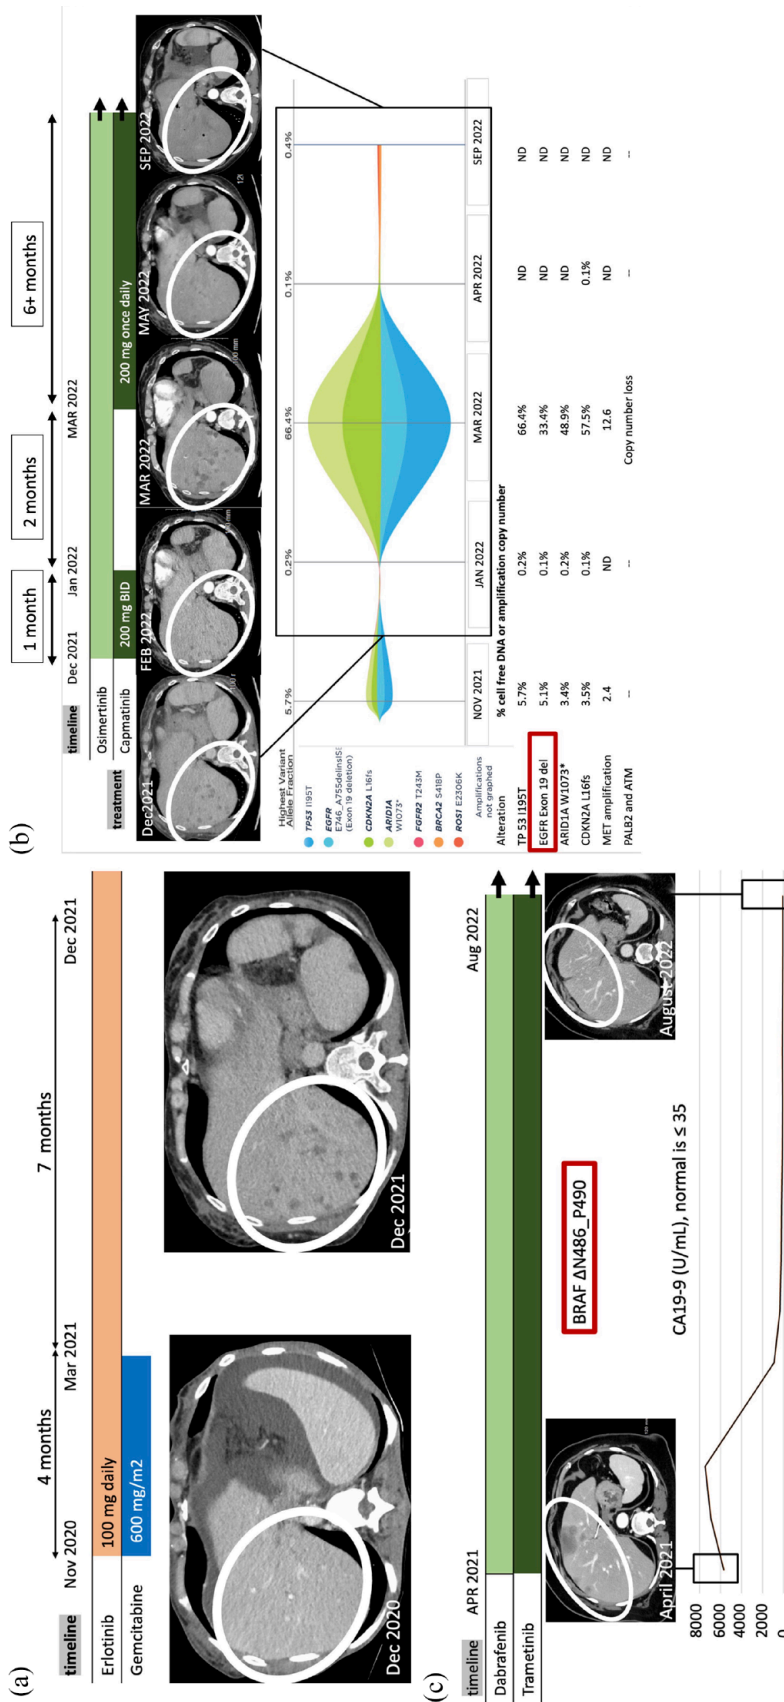 (a)
timeline
Nov 2020
4 months
Mar 2021
7 months
Dec 2021
Erlotinib
100 mg daily
Gemcitabine
600 mg/m2
Dec 2020
Dec 2021
(b)
1 month
2 months
6+ months
timeline
Dec 2021
Jan 2022
MAR 2022
treatment
Osimertinib
Capmatinib
200 mg BID
200 mg once daily
Dec2021
FEB 2022
MAR 2022
MAY 2022
SEP 2022
Highest Variant
Allele Fraction
5.7%
0.2%
66.4%
0.1%
0.4%
TP53 I195T
EGFR
E746_A755delinsISE
(Exon 19 deletion)
CDKN2A L16fs
ARID1A
W1073*
FGFR2 T243M
BRCA2 S418P
ROS1 E2306K
Amplifications
not graphed
NOV 2021
JAN 2022
MAR 2022
APR 2022
SEP 2022
Alteration
% cell free DNA or amplification copy number
TP 53 I195T 5.7% 0.2% 66.4% ND ND
EGFR Exon 19 del 5.1% 0.1% 33.4% ND ND
ARID1A W1073* 3.4% 0.2% 48.9% ND ND
CDKN2A L16fs 3.5% 0.1% 57.5% 0.1% ND
MET amplification 2.4 ND 12.6 ND ND
PALB2 and ATM -- -- Copy number loss -- --
(c)
timeline
APR 2021
Aug 2022
Dabrafenib
Trametinib
April 2021
BRAF ΔN486_P490
August 2022
CA19-9 (U/mL), normal is ≤ 35
8000
6000
4000
2000
0